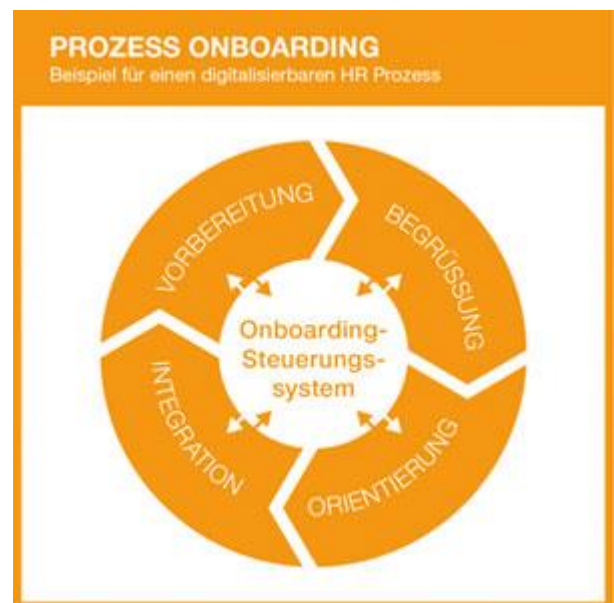 PROZESS ONBOARDING
Beispiel für einen digitalisierbaren HR Prozess
VORBEREITUNG
BEGRÜSSUNG
Onboarding-
Steuerungs-
system
INTEGRATION
ORIENTIERUNG